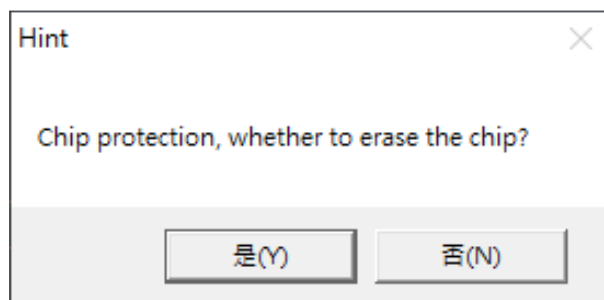 Hint
Chip protection, whether to erase the chip?
是(Y)
否(N)